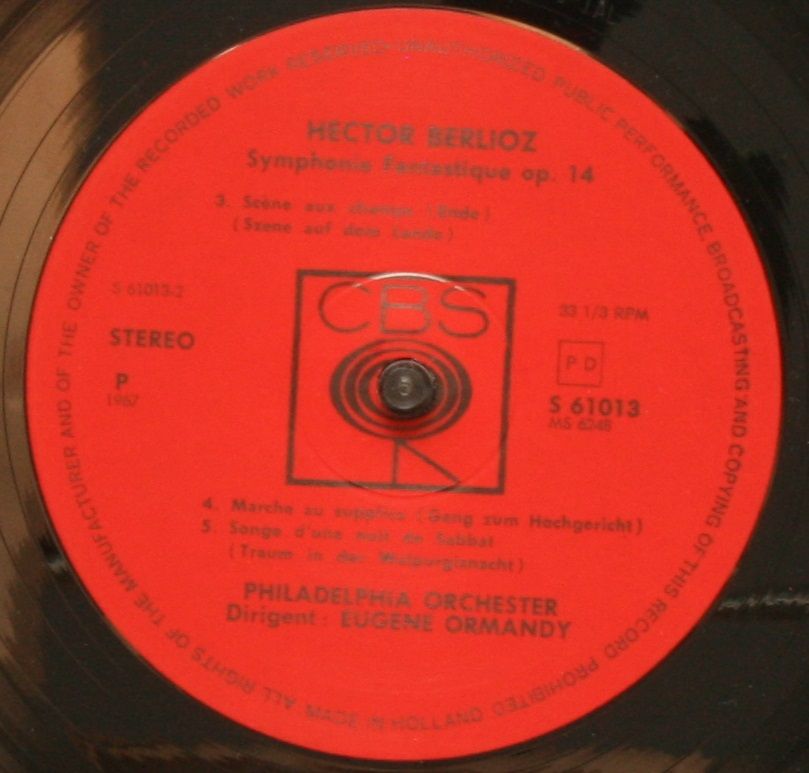 HECTOR BERLIOZ
Symphonie Fantastique op. 14
3. Scène aux champs (Ende)
(Szene auf dem Lande)
S 61013-2
STEREO
P
1967
CBS
33 1/3 RPM
P D
S 61013
MS 6248
4. Marche au supplice (Gang zum Hochgericht)
5. Songe d'une nuit de Sabbat
(Traum in der Walpurgisnacht)
PHILADELPHIA ORCHESTER
Dirigent: EUGENE ORMANDY
ALL RIGHTS OF THE MANUFACTURER AND OF THE OWNER OF THE RECORDED WORK RESERVED·UNAUTHORIZED PUBLIC PERFORMANCE BROADCASTING AND COPYING OF THIS RECORD PROHIBITED
MADE IN HOLLAND